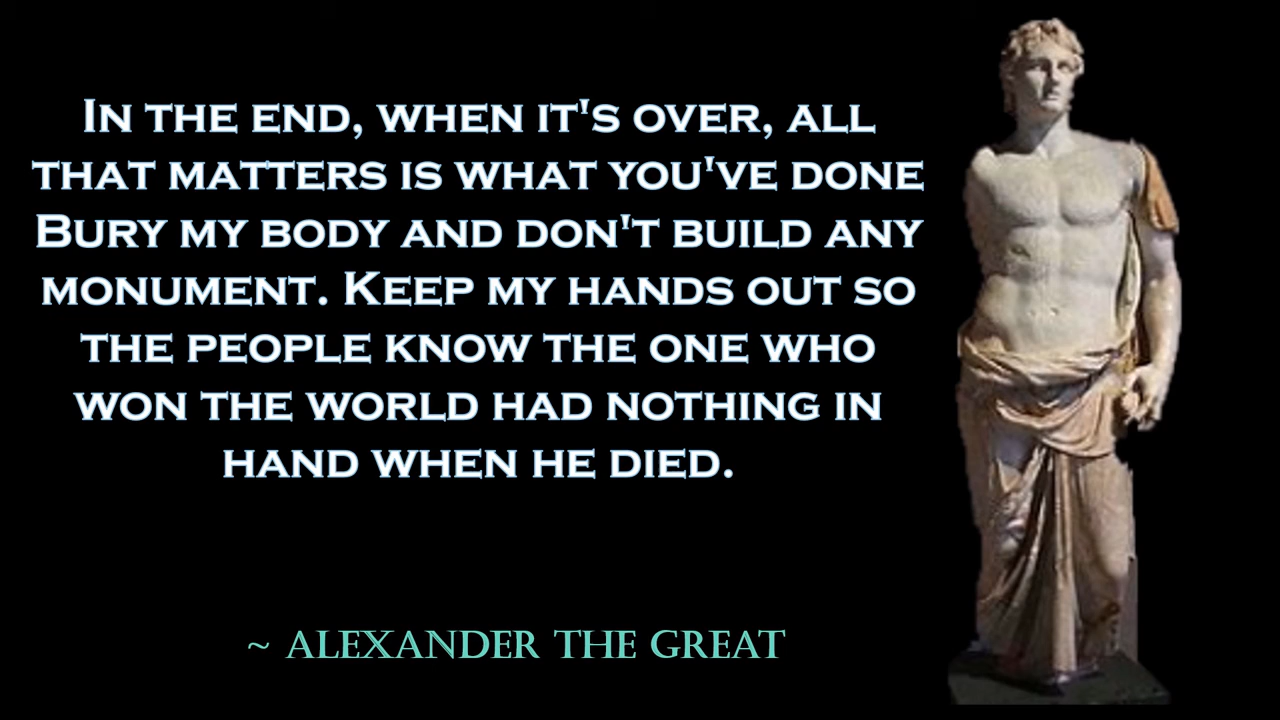 In the end, when it's over, all
that matters is what you've done
Bury my body and don't build any
monument. Keep my hands out so
the people know the one who
won the world had nothing in
hand when he died.
~ Alexander the Great